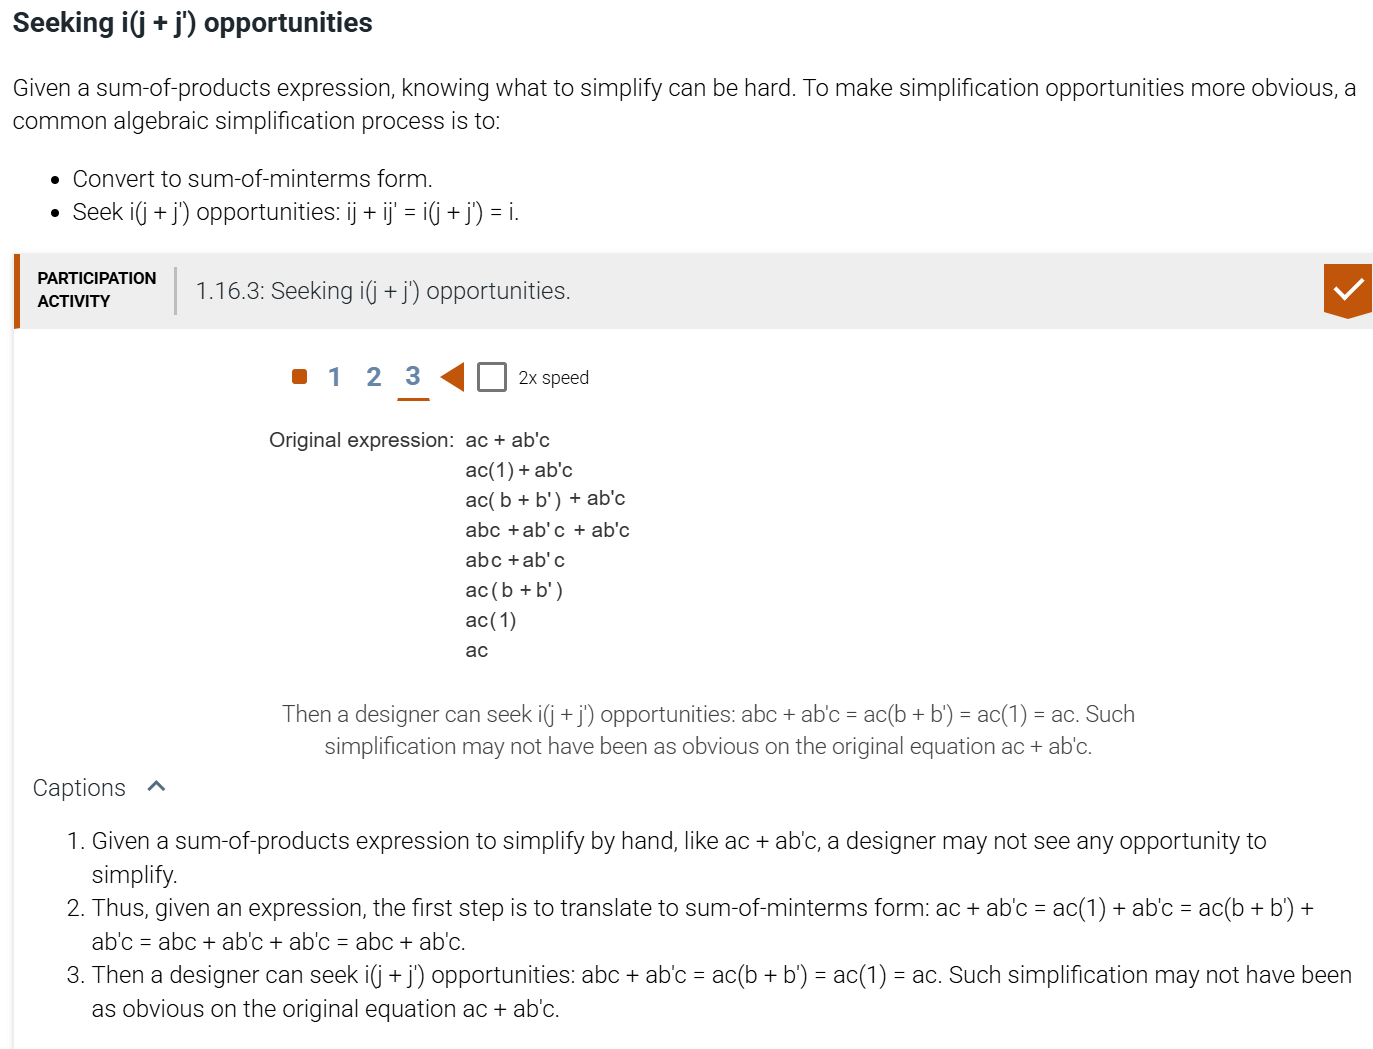 Seeking i(j + j') opportunities
Given a sum-of-products expression, knowing what to simplify can be hard. To make simplification opportunities more obvious, a
common algebraic simplification process is to:
• Convert to sum-of-minterms form.
• Seek i(j + j') opportunities: ij + ij' = i(j + j') = i.
PARTICIPATION
ACTIVITY
1.16.3: Seeking i(j + j') opportunities.
1 2 3 2x speed
Original expression: ac + ab'c
ac(1) + ab'c
ac( b + b') + ab'c
abc + ab' c + ab'c
abc + ab' c
ac( b + b' )
ac( 1)
ac
Then a designer can seek i(j + j') opportunities: abc + ab'c = ac(b + b') = ac(1) = ac. Such
simplification may not have been as obvious on the original equation ac + ab'c.
Captions
1. Given a sum-of-products expression to simplify by hand, like ac + ab'c, a designer may not see any opportunity to
simplify.
2. Thus, given an expression, the first step is to translate to sum-of-minterms form: ac + ab'c = ac(1) + ab'c = ac(b + b') +
ab'c = abc + ab'c + ab'c = abc + ab'c.
3. Then a designer can seek i(j + j') opportunities: abc + ab'c = ac(b + b') = ac(1) = ac. Such simplification may not have been
as obvious on the original equation ac + ab'c.